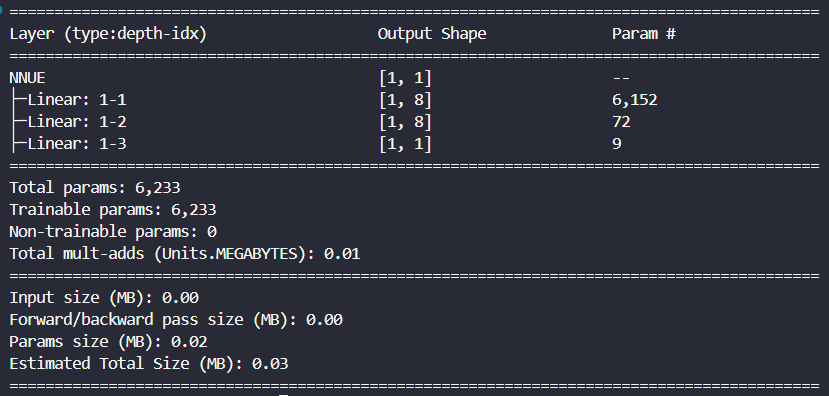 ==========================================================================================
Layer (type:depth-idx)                   Output Shape              Param #
==========================================================================================
NNUE                                     [1, 1]                    --
├─Linear: 1-1                            [1, 8]                    6,152
├─Linear: 1-2                            [1, 8]                    72
├─Linear: 1-3                            [1, 1]                    9
==========================================================================================
Total params: 6,233
Trainable params: 6,233
Non-trainable params: 0
Total mult-adds (Units.MEGABYTES): 0.01
==========================================================================================
Input size (MB): 0.00
Forward/backward pass size (MB): 0.00
Params size (MB): 0.02
Estimated Total Size (MB): 0.03
==========================================================================================